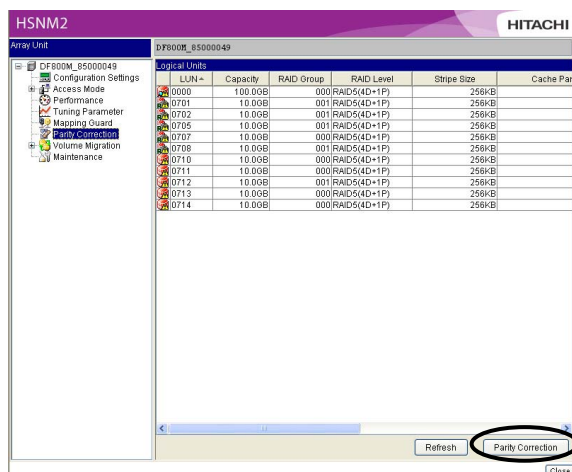 HSNM2
HITACHI
Array Unit
DF800M_85000049
DF800M_85000049
Configuration Settings
Access Mode
Performance
Tuning Parameter
Mapping Guard
Parity Correction
Volume Migration
Maintenance
Logical Units
LUN Capacity RAID Group RAID Level Stripe Size Cache Par
0000 100.0GB 000 RAID5(4D+1P) 256KB
0701 10.0GB 001 RAID5(4D+1P) 256KB
0702 10.0GB 001 RAID5(4D+1P) 256KB
0705 10.0GB 001 RAID5(4D+1P) 256KB
0707 10.0GB 000 RAID5(4D+1P) 256KB
0708 10.0GB 001 RAID5(4D+1P) 256KB
0710 10.0GB 000 RAID5(4D+1P) 256KB
0711 10.0GB 000 RAID5(4D+1P) 256KB
0712 10.0GB 001 RAID5(4D+1P) 256KB
0713 10.0GB 000 RAID5(4D+1P) 256KB
0714 10.0GB 000 RAID5(4D+1P) 256KB
Refresh Parity Correction
Close